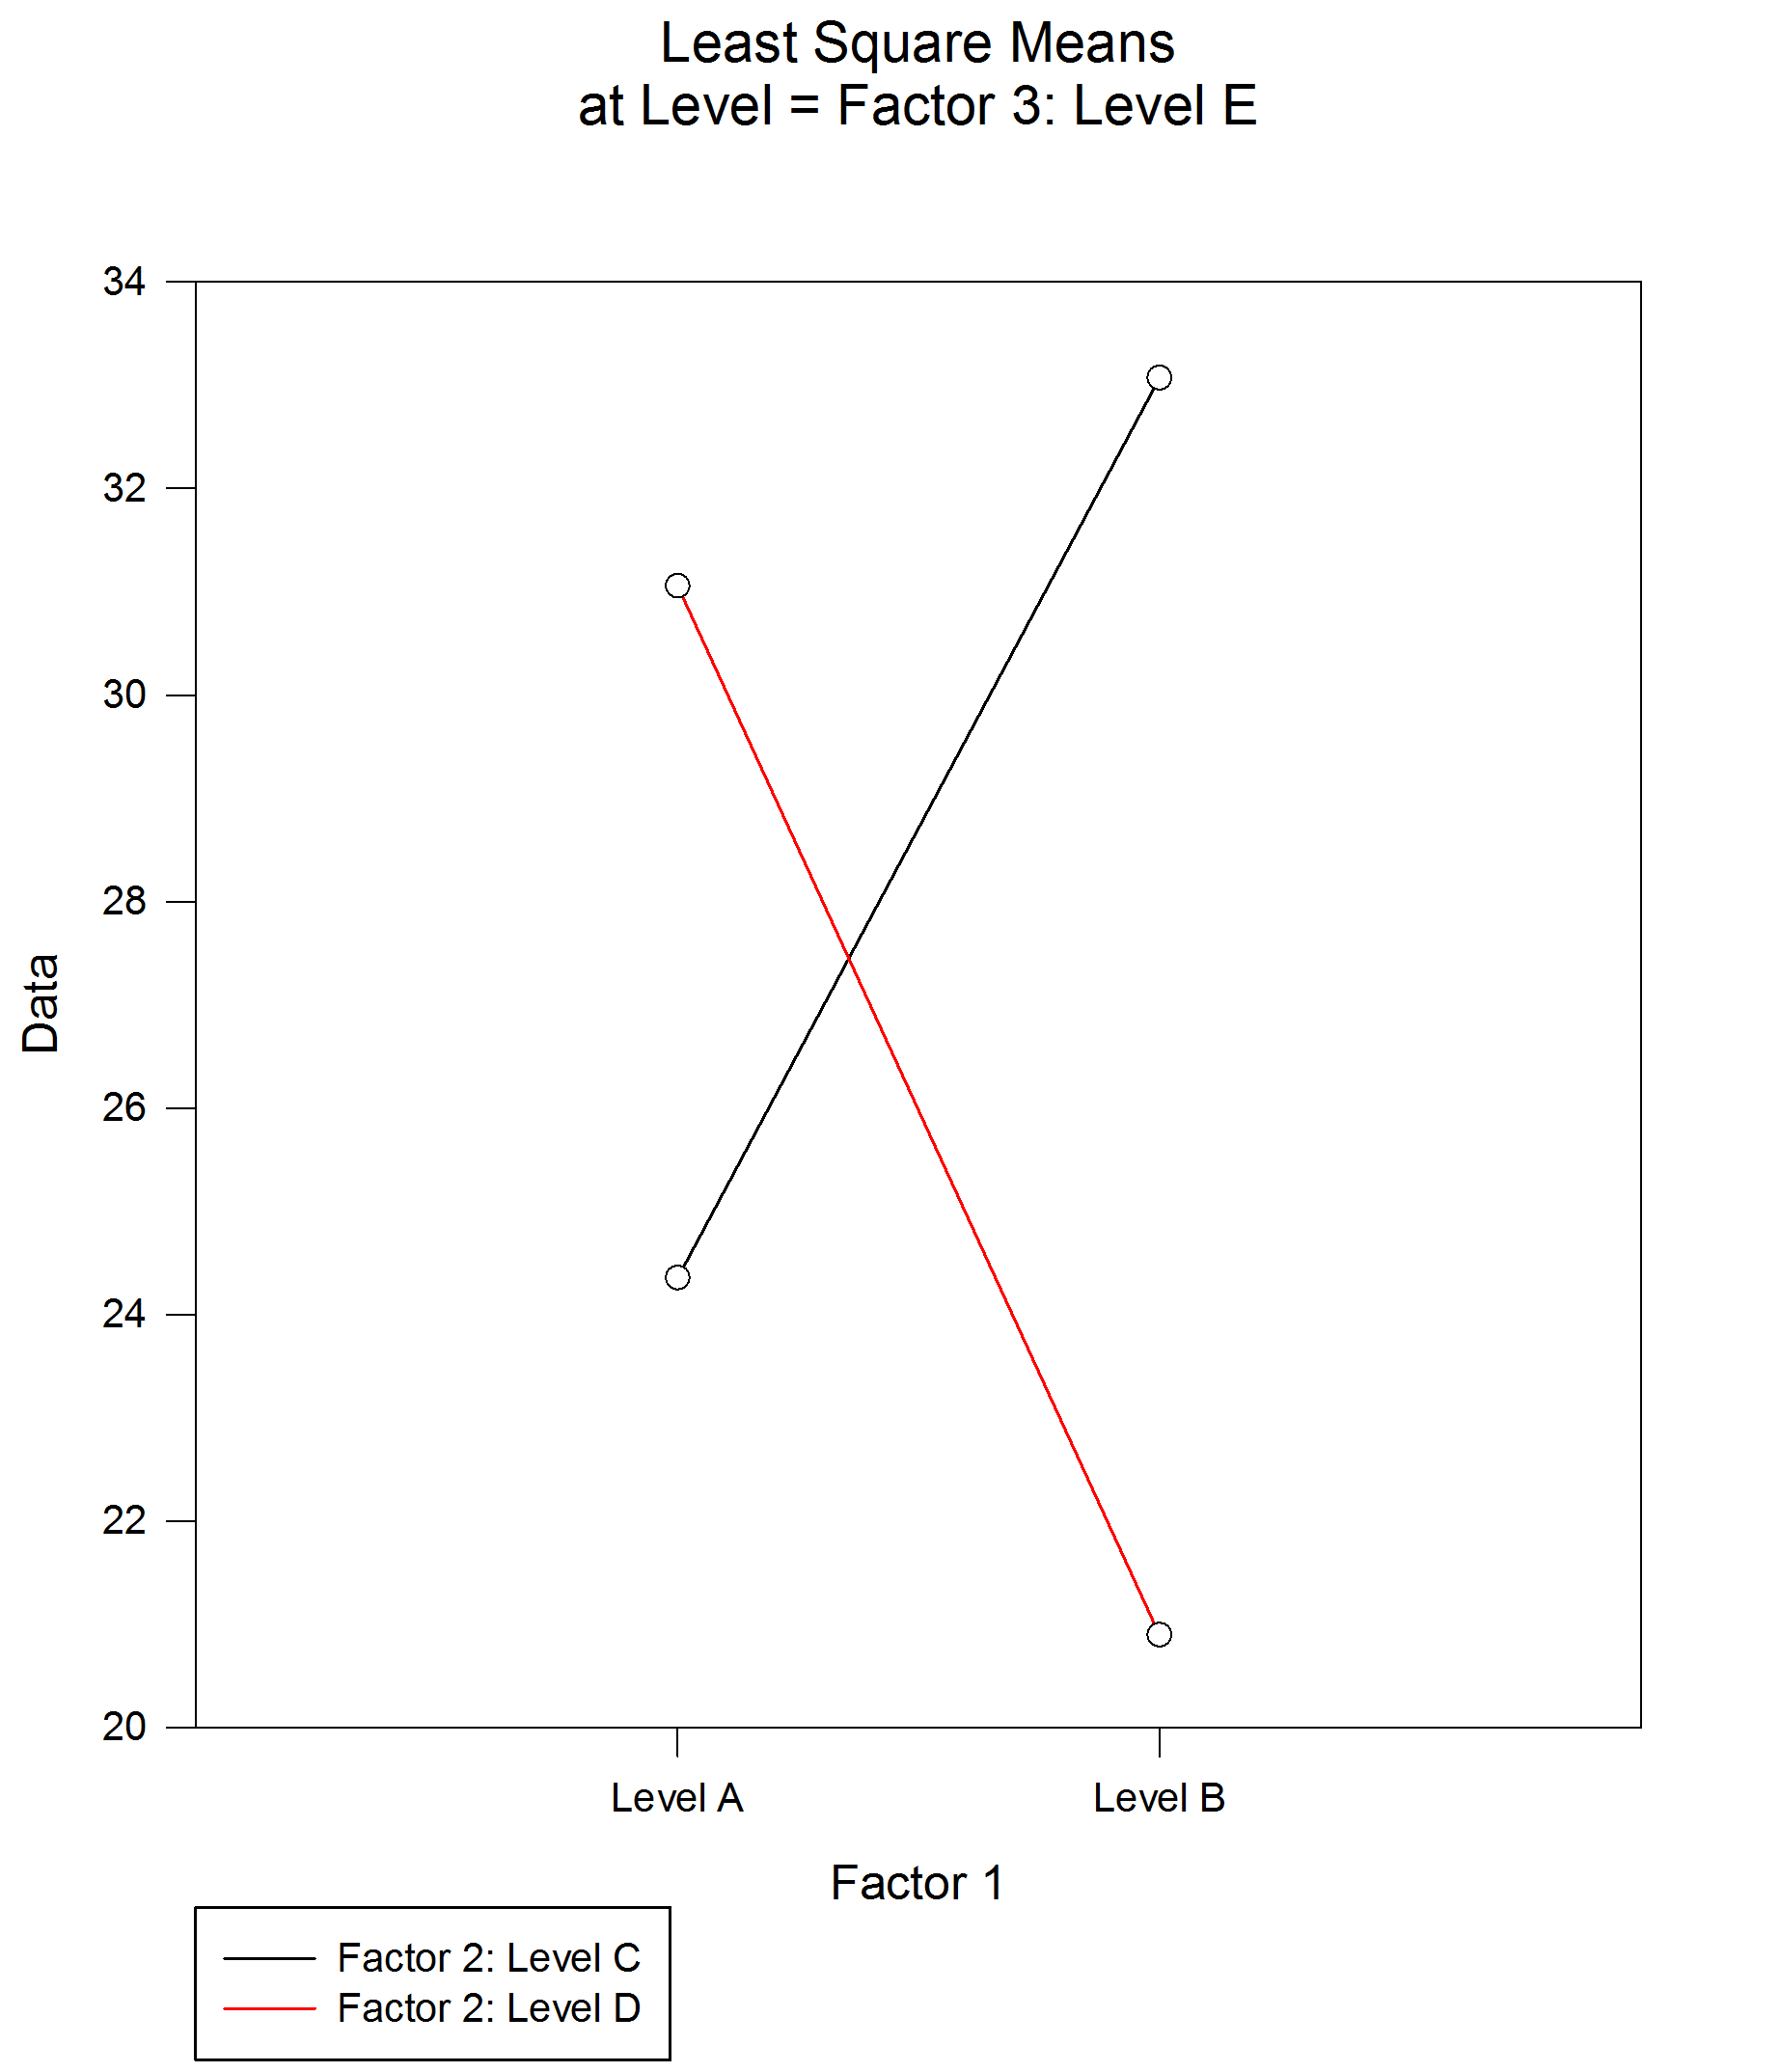 Least Square Means
at Level = Factor 3: Level E
34
32
30
28
26
24
22
20
Data
Level A
Level B
Factor 1
Factor 2: Level C
Factor 2: Level D